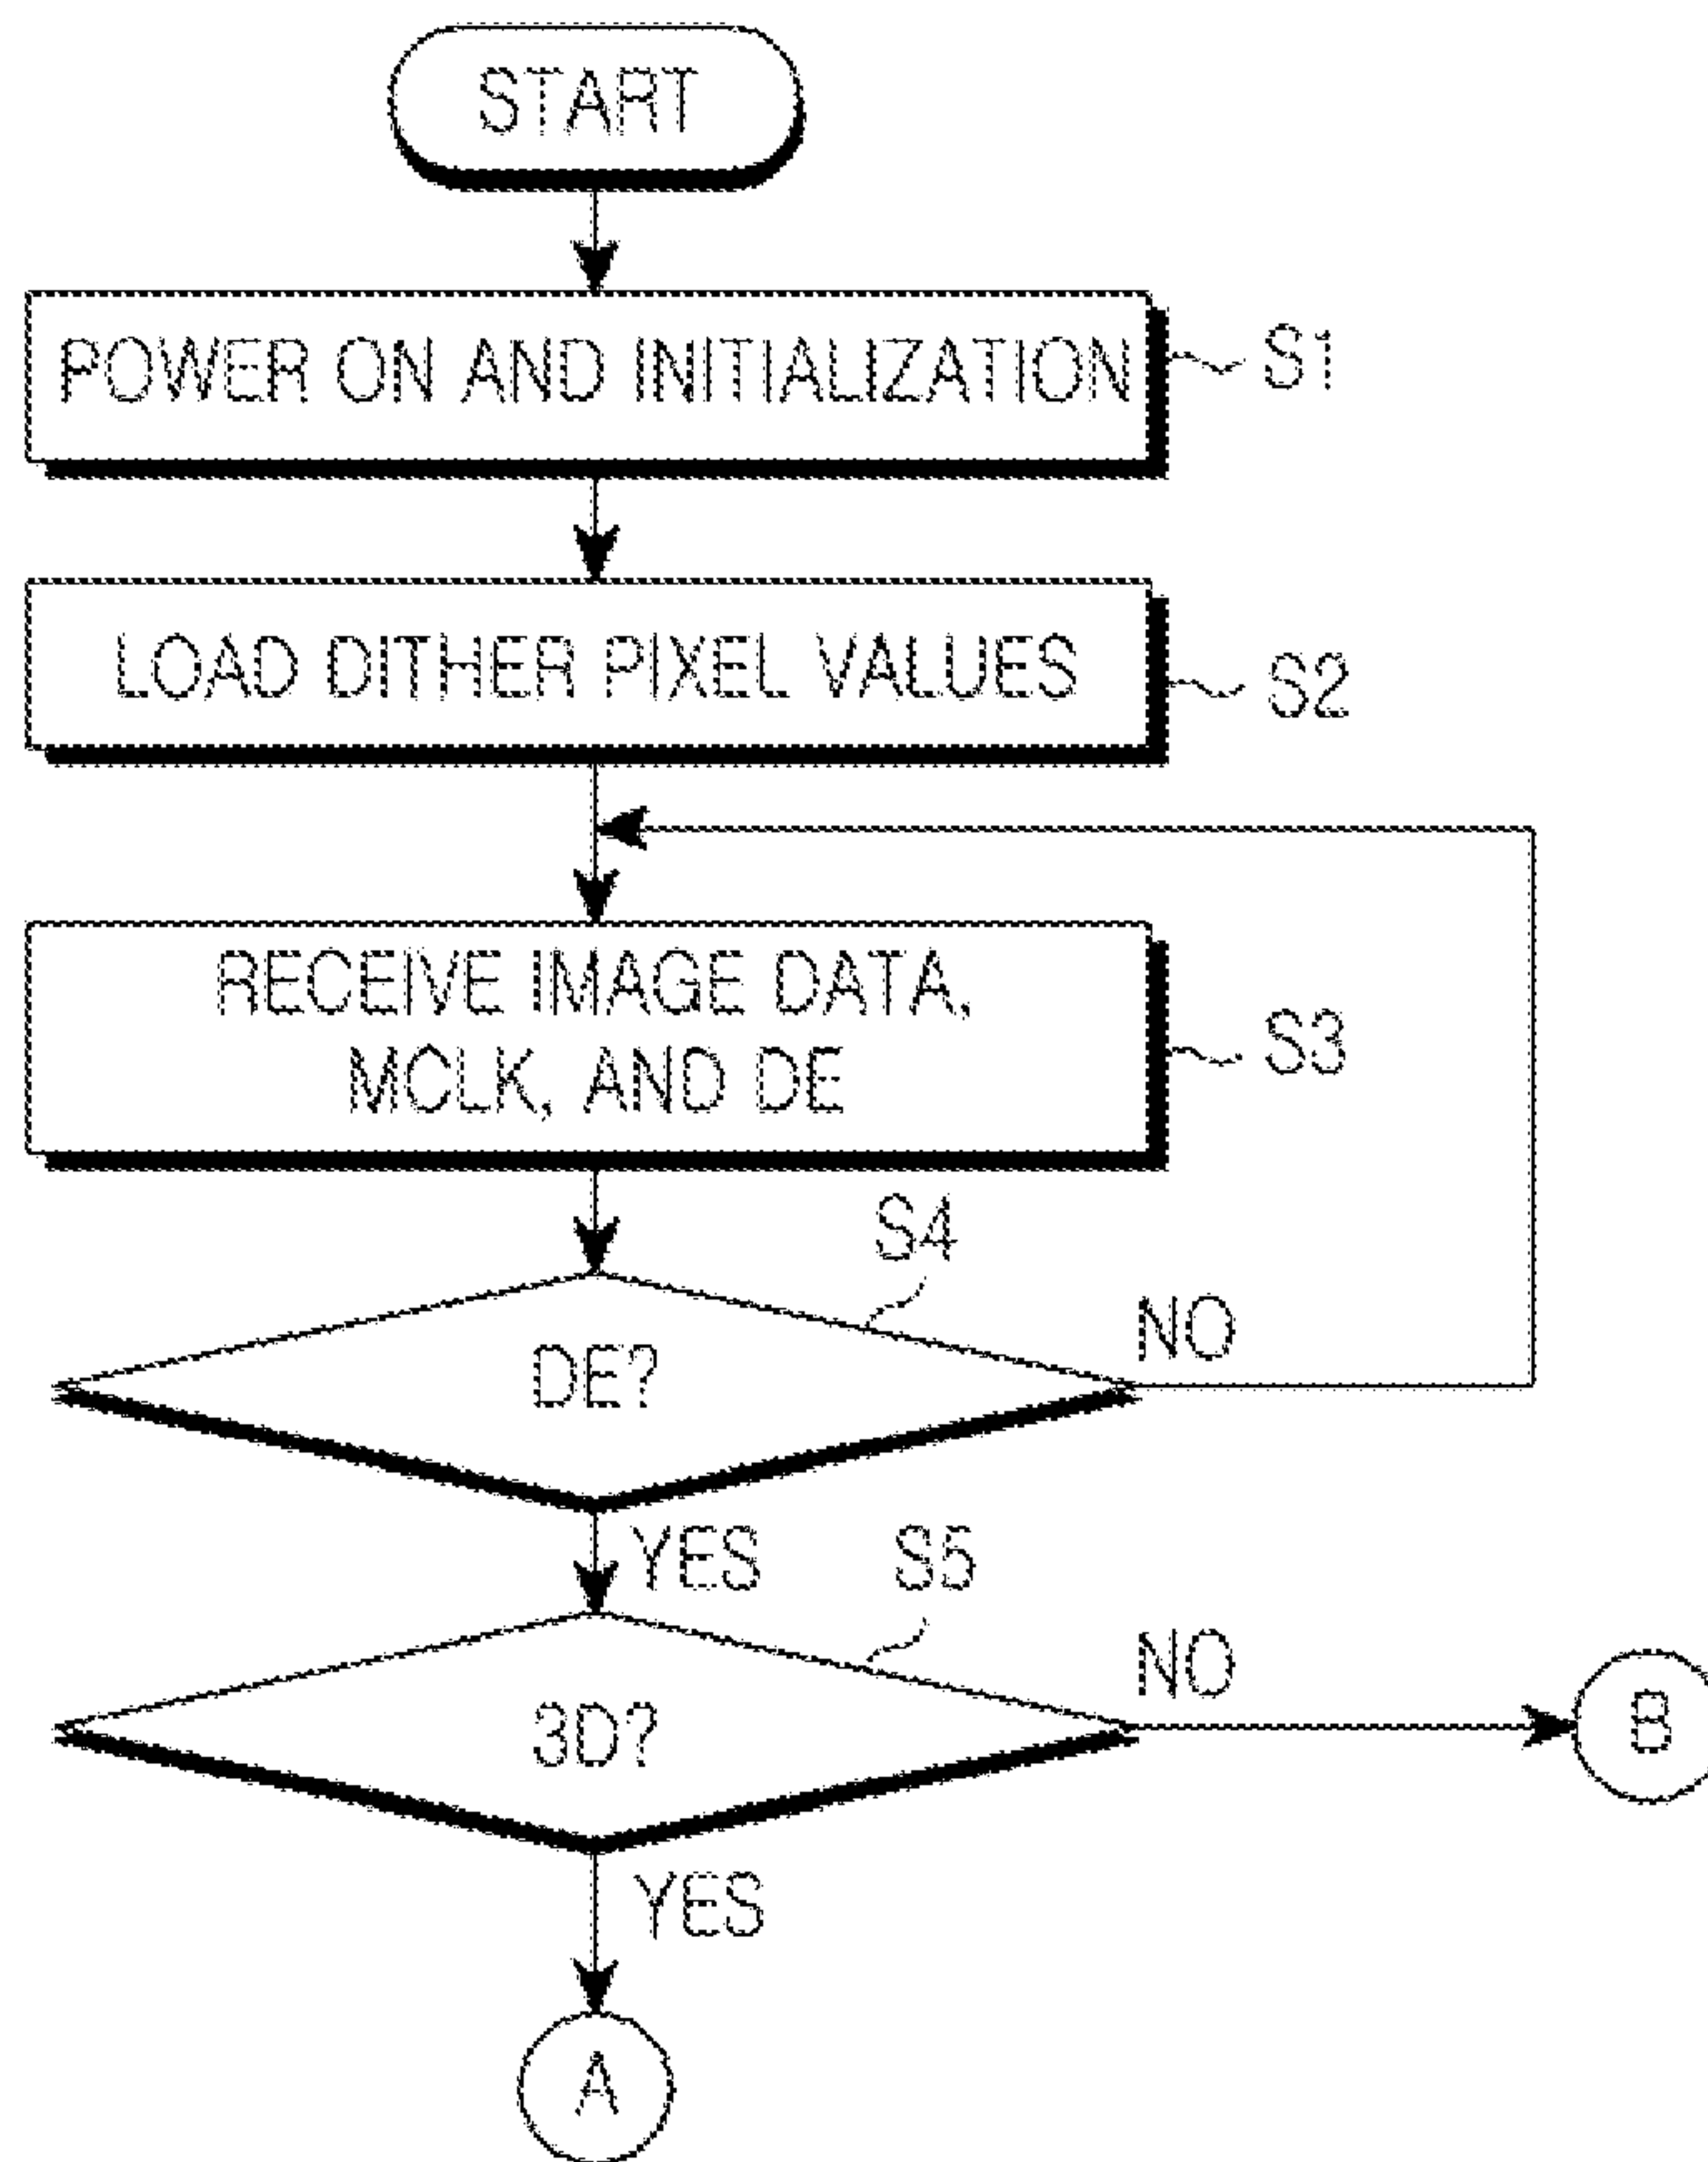 START
POWER ON AND INITIALIZATION
S1
LOAD DITHER PIXEL VALUES
S2
RECEIVE IMAGE DATA,
MCLK, AND DE
S3
S4
DE?
NO
YES
S5
3D?
NO
B
YES
A